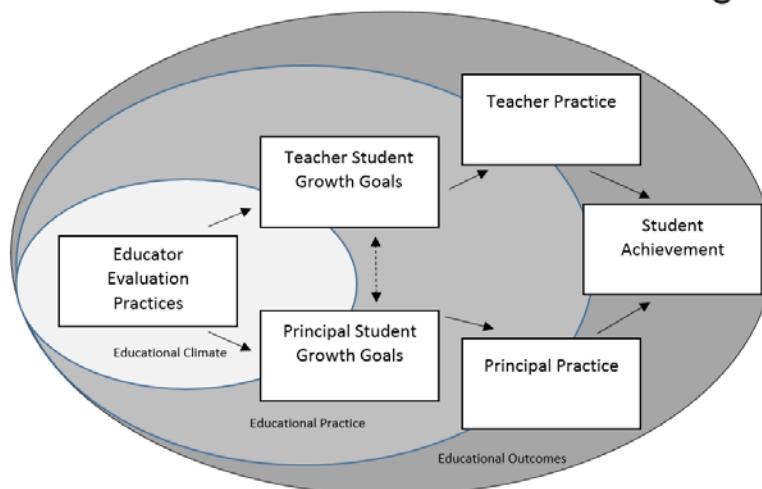 Teacher Practice
Teacher Student
Growth Goals
Student
Achievement
Educator
Evaluation
Practices
Educational Climate
Principal Student
Growth Goals
Principal Practice
Educational Practice
Educational Outcomes